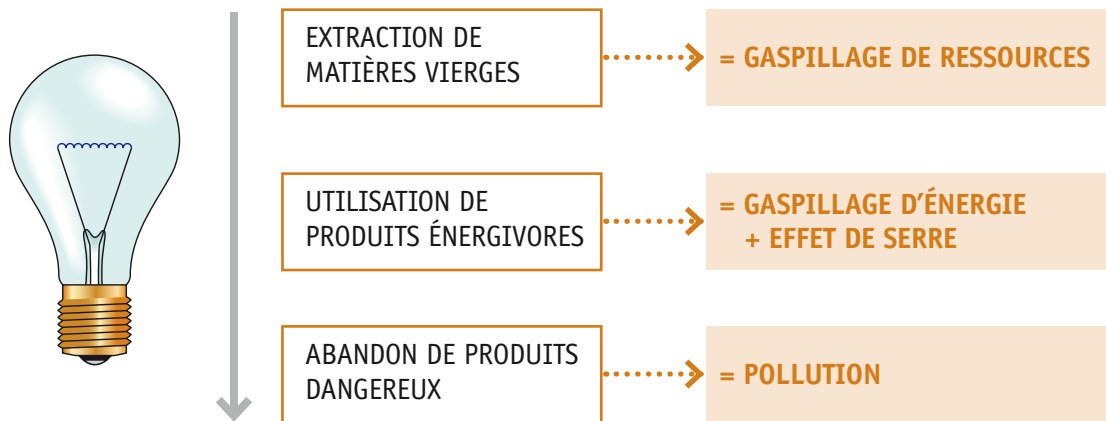 EXTRACTION DE
MATIÈRES VIERGES
= GASPILLAGE DE RESSOURCES
UTILISATION DE
PRODUITS ÉNERGIVORES
= GASPILLAGE D’ÉNERGIE
+ EFFET DE SERRE
ABANDON DE PRODUITS
DANGEREUX
= POLLUTION